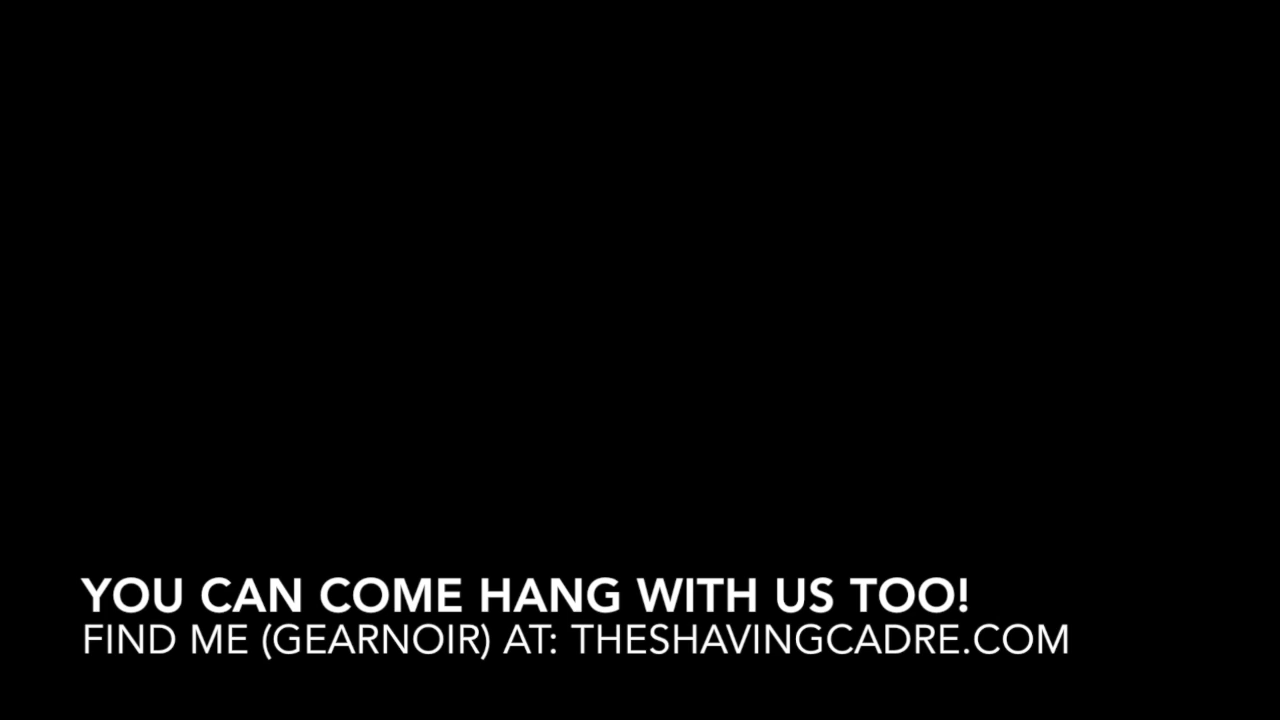 YOU CAN COME HANG WITH US TOO!
FIND ME (GEARNOIR) AT: THESHAVINGCADRE.COM